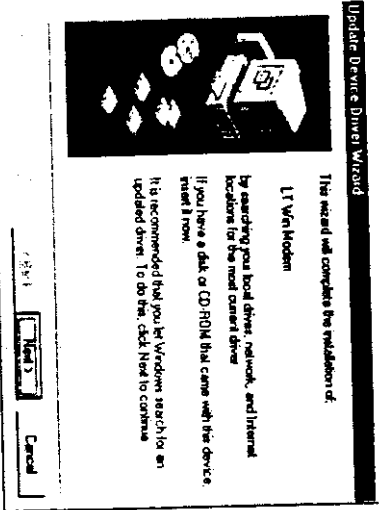 Update Device Driver Wizard
This wizard will complete the installation of:
LT Win Modem
by searching your local drives, network, and Internet
locations for the most current driver
If you have a disk or CD-ROM that came with this device,
insert it now.
It is recommended that you let Windows search for an
updated driver. To do this, click Next to continue
Next >
Cancel